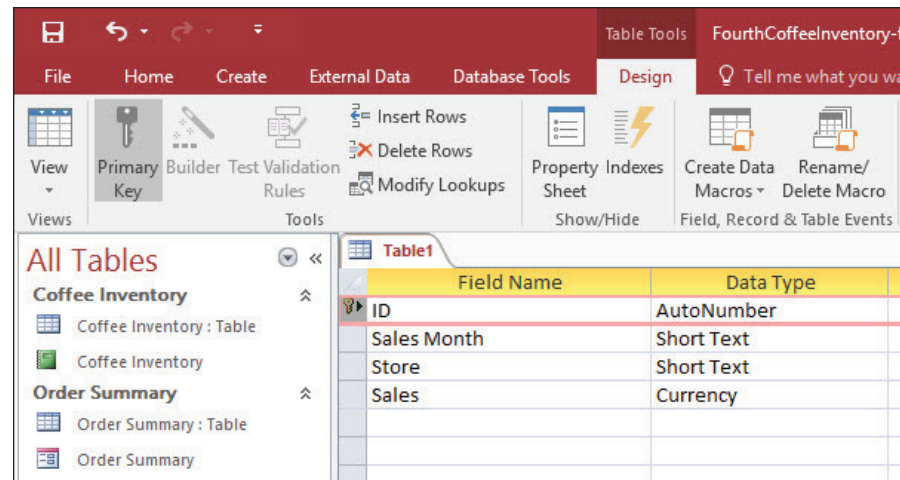 Table Tools FourthCoffeeInventory-
File Home Create External Data Database Tools Design Tell me what you wa
Insert Rows
Delete Rows
Modify Lookups
View Primary Key Builder Test Validation Rules Property Sheet Indexes Create Data Macros Rename/ Delete Macro
Views Tools Show/Hide Field, Record & Table Events
All Tables «
Table1
Field Name Data Type
Coffee Inventory
Coffee Inventory : Table
Coffee Inventory
Order Summary
Order Summary : Table
Order Summary
ID AutoNumber
Sales Month Short Text
Store Short Text
Sales Currency